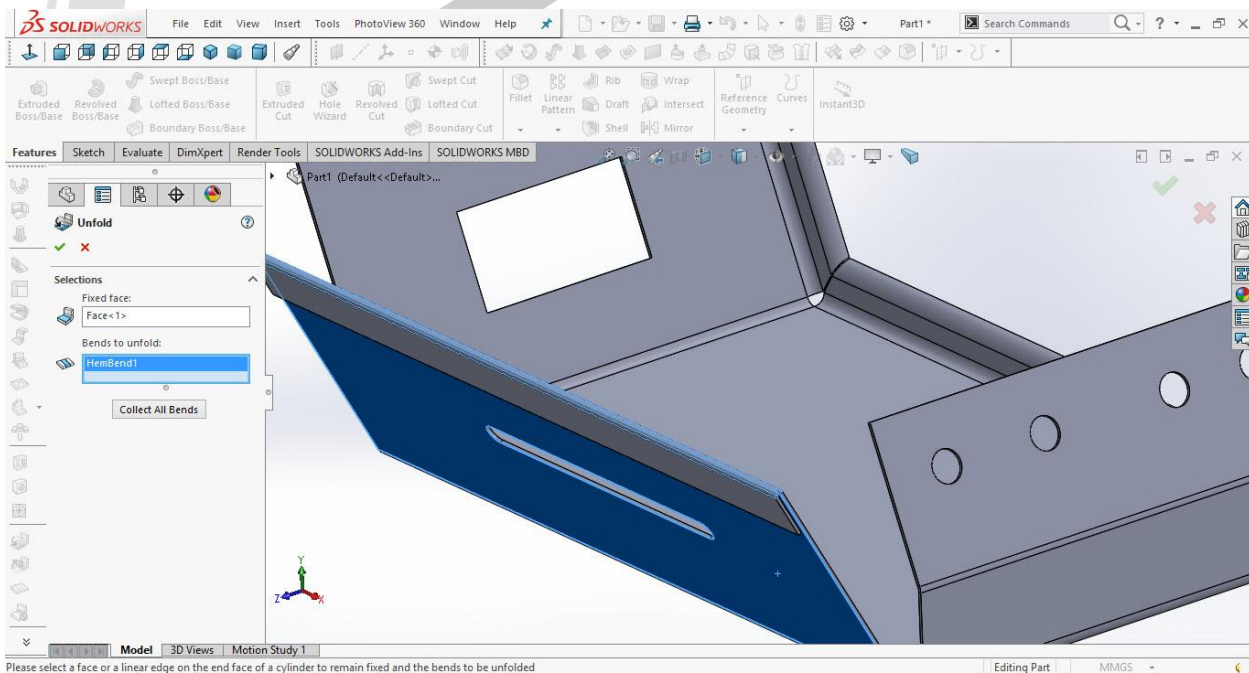 SOLIDWORKS File Edit View Insert Tools PhotoView 360 Window Help Part1 * Search Commands
Extruded Boss/Base
Revolved Boss/Base
Swept Boss/Base
Lofted Boss/Base
Boundary Boss/Base
Extruded Cut
Hole Wizard
Revolved Cut
Swept Cut
Lofted Cut
Boundary Cut
Fillet
Linear Pattern
Rib
Draft
Shell
Wrap
Intersect
Mirror
Reference Geometry
Curves
Instant3D
Features Sketch Evaluate DimXpert Render Tools SOLIDWORKS Add-Ins SOLIDWORKS MBD
Part1 (Default<<Default>...
Unfold
Selections
Fixed face:
Face<1>
Bends to unfold:
HemBend1
Collect All Bends
Y
Z X
Model 3D Views Motion Study 1
Please select a face or a linear edge on the end face of a cylinder to remain fixed and the bends to be unfolded Editing Part MMGS